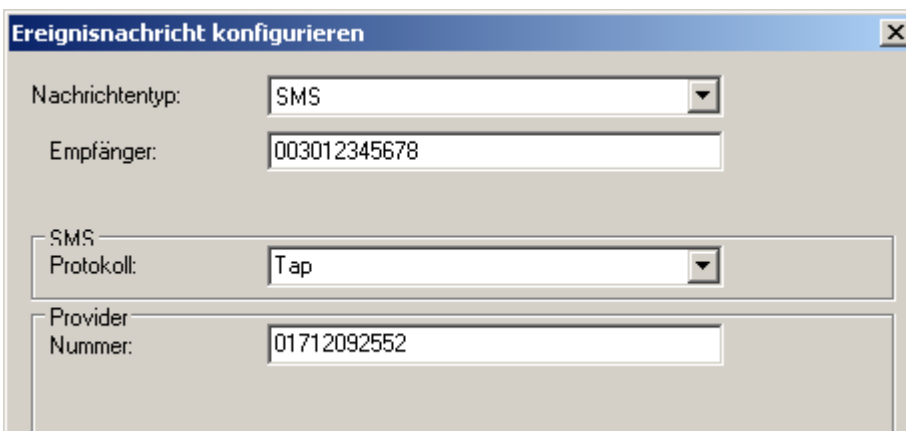 Ereignisnachricht konfigurieren
Nachrichtentyp: SMS
Empfänger: 003012345678
SMS
Protokoll: Tap
Provider
Nummer: 01712092552